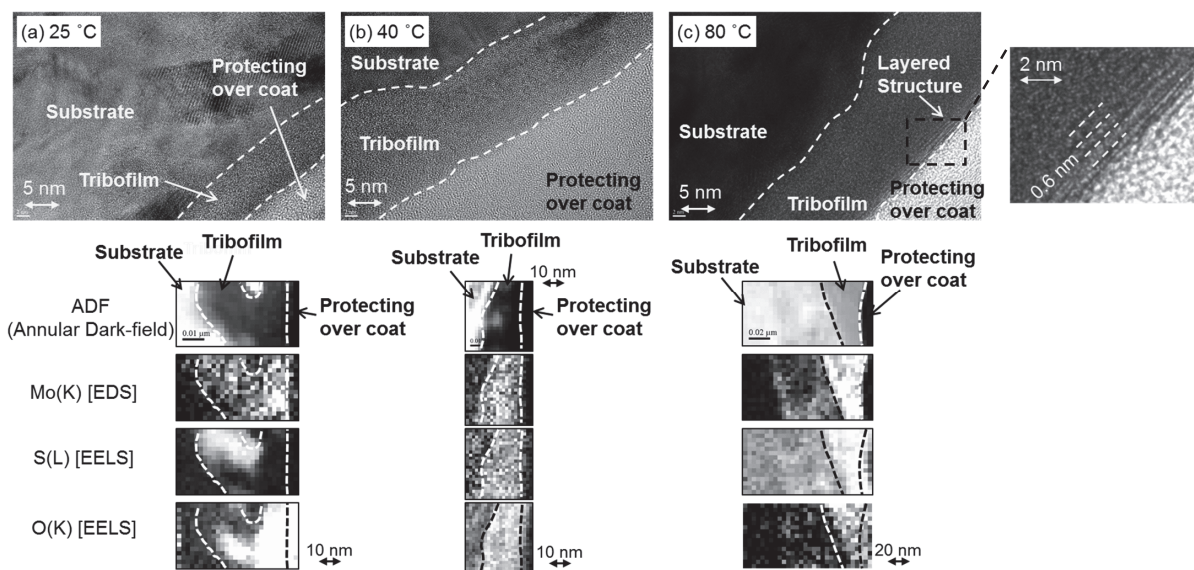 (a) 25 ˚C
Protecting
over coat
Substrate
Tribofilm
5 nm
(b) 40 ˚C
Substrate
Tribofilm
5 nm
Protecting
over coat
(c) 80 ˚C
Layered
Structure
Substrate
5 nm
Tribofilm
Protecting
over coat
2 nm
0.6 nm
Substrate
Tribofilm
ADF
(Annular Dark-field)
0.01 μm
Protecting
over coat
Substrate
Tribofilm
10 nm
Protecting
over coat
Substrate
Tribofilm
Protecting
over coat
0.02 μm
Mo(K) [EDS]
S(L) [EELS]
O(K) [EELS]
10 nm
10 nm
20 nm